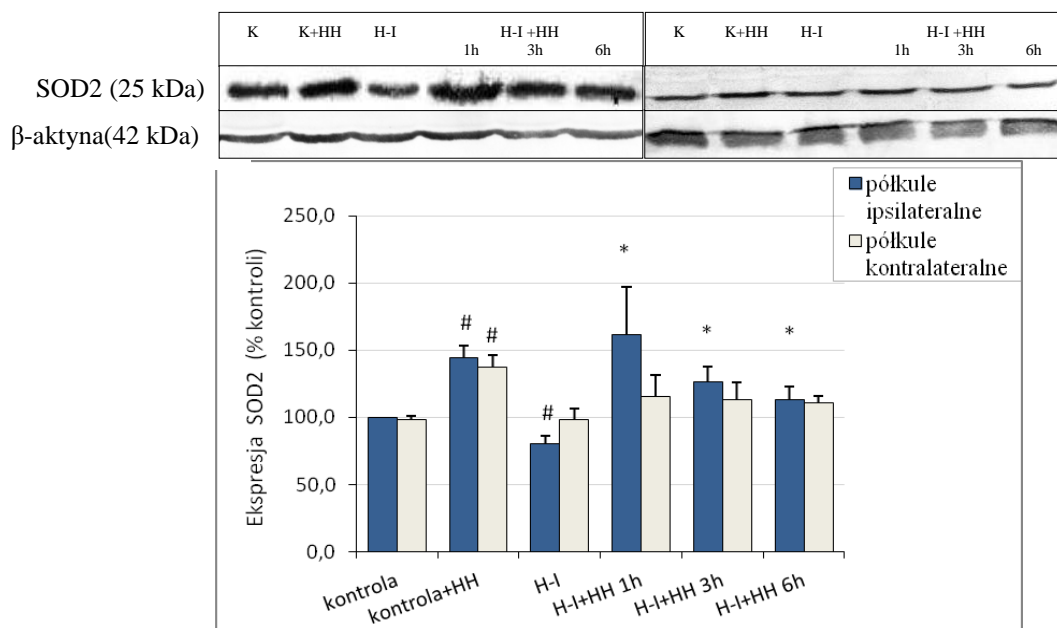 K K+HH H-I H-I +HH
1h 3h 6h
K K+HH H-I H-I +HH
1h 3h 6h
SOD2 (25 kDa)
β-aktyna(42 kDa)
półkule
ipsilateralne
półkule
kontralateralne
Ekspresja SOD2 (% kontroli)
250,0
200,0
150,0
100,0
50,0
0,0
# # # * * *
kontrola
kontrola+HH
H-I
H-I+HH 1h
H-I+HH 3h
H-I+HH 6h